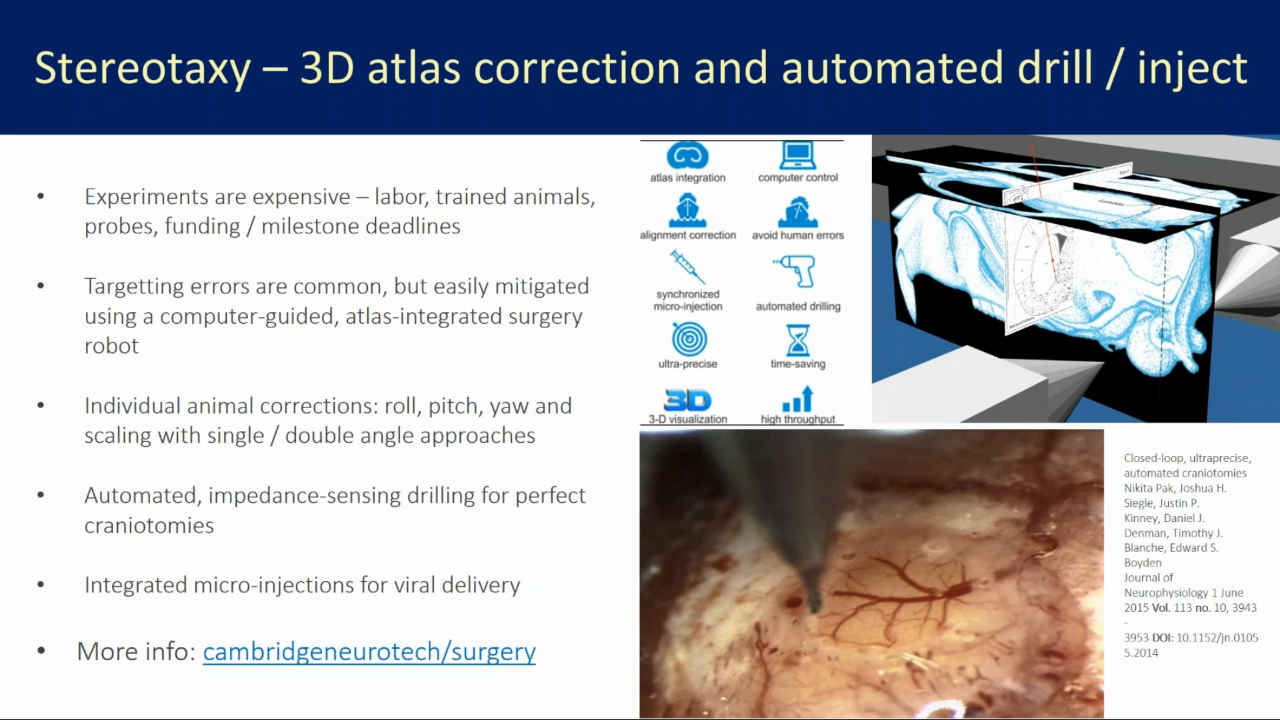 Stereotaxy – 3D atlas correction and automated drill / inject
• Experiments are expensive – labor, trained animals,
probes, funding / milestone deadlines
• Targetting errors are common, but easily mitigated
using a computer-guided, atlas-integrated surgery
robot
• Individual animal corrections: roll, pitch, yaw and
scaling with single / double angle approaches
• Automated, impedance-sensing drilling for perfect
craniotomies
• Integrated micro-injections for viral delivery
• More info: cambridgeneurotech/surgery
atlas integration
computer control
alignment correction
avoid human errors
synchronized
micro-injection
automated drilling
ultra-precise
time-saving
3D
3-D visualization
high throughput
Closed-loop, ultraprecise,
automated craniotomies
Nikita Pak, Joshua H.
Siegle, Justin P.
Kinney, Daniel J.
Denman, Timothy J.
Blanche, Edward S.
Boyden
Journal of
Neurophysiology 1 June
2015 Vol. 113 no. 10, 3943
-
3953 DOI: 10.1152/jn.0105
5.2014